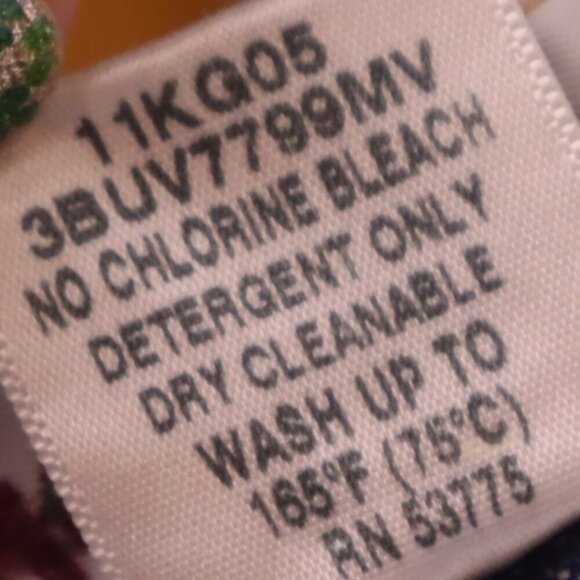 11KG05
3BUV7799MV
NO CHLORINE BLEACH
DETERGENT ONLY
DRY CLEANABLE
WASH UP TO
165°F (75°C)
RN 53775